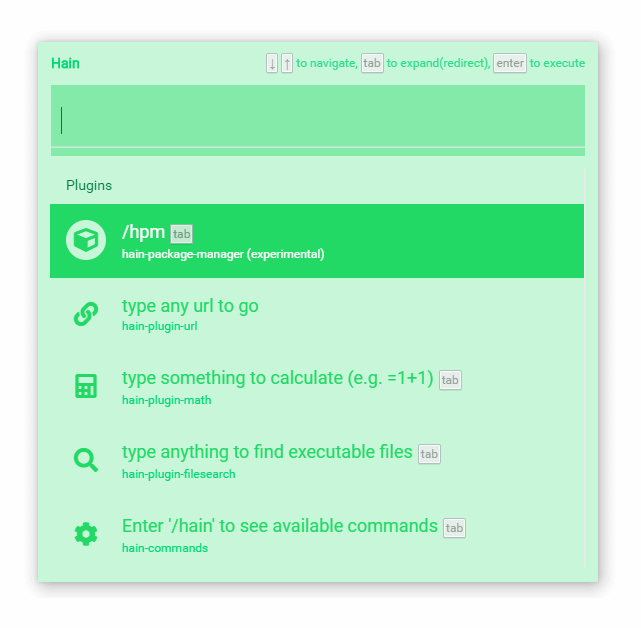 Hain ↓ ↑ to navigate, tab to expand(redirect), enter to execute
Plugins
/hpm tab
hain-package-manager (experimental)
type any url to go
hain-plugin-url
type something to calculate (e.g. =1+1) tab
hain-plugin-math
type anything to find executable files tab
hain-plugin-filesearch
Enter '/hain' to see available commands tab
hain-commands